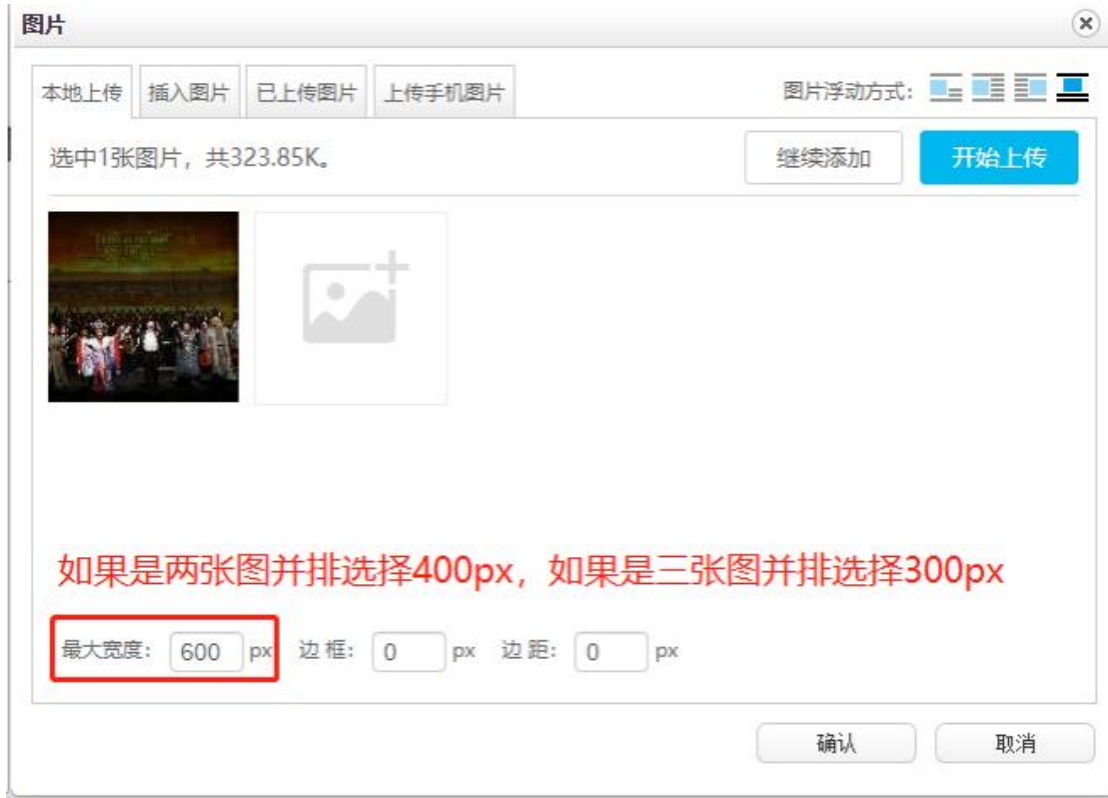 图片
本地上传 插入图片 已上传图片 上传手机图片 图片浮动方式:
选中1张图片，共323.85K。 继续添加 开始上传
如果是两张图并排选择400px，如果是三张图并排选择300px
最大宽度: 600 px 边框: 0 px 边距: 0 px
确认 取消